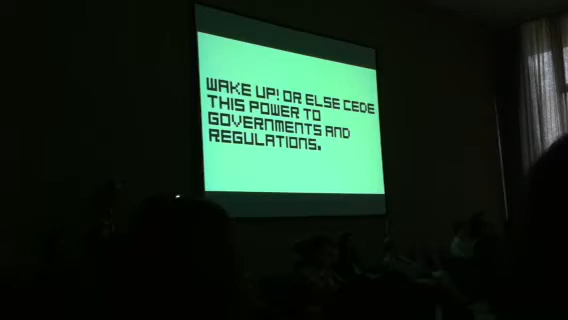 WAKE UP! OR ELSE CEDE
THIS POWER TO
GOVERNMENTS AND
REGULATIONS.